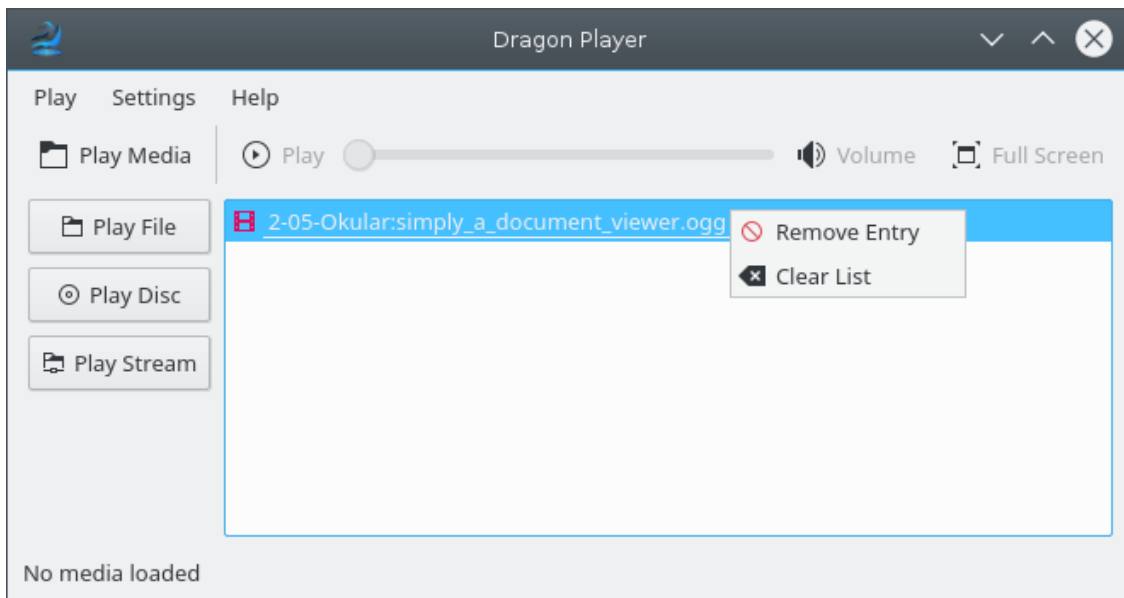 Dragon Player
Play Settings Help
Play Media Play Volume Full Screen
Play File
Play Disc
Play Stream
2-05-Okular:simply_a_document_viewer.ogg
Remove Entry
Clear List
No media loaded